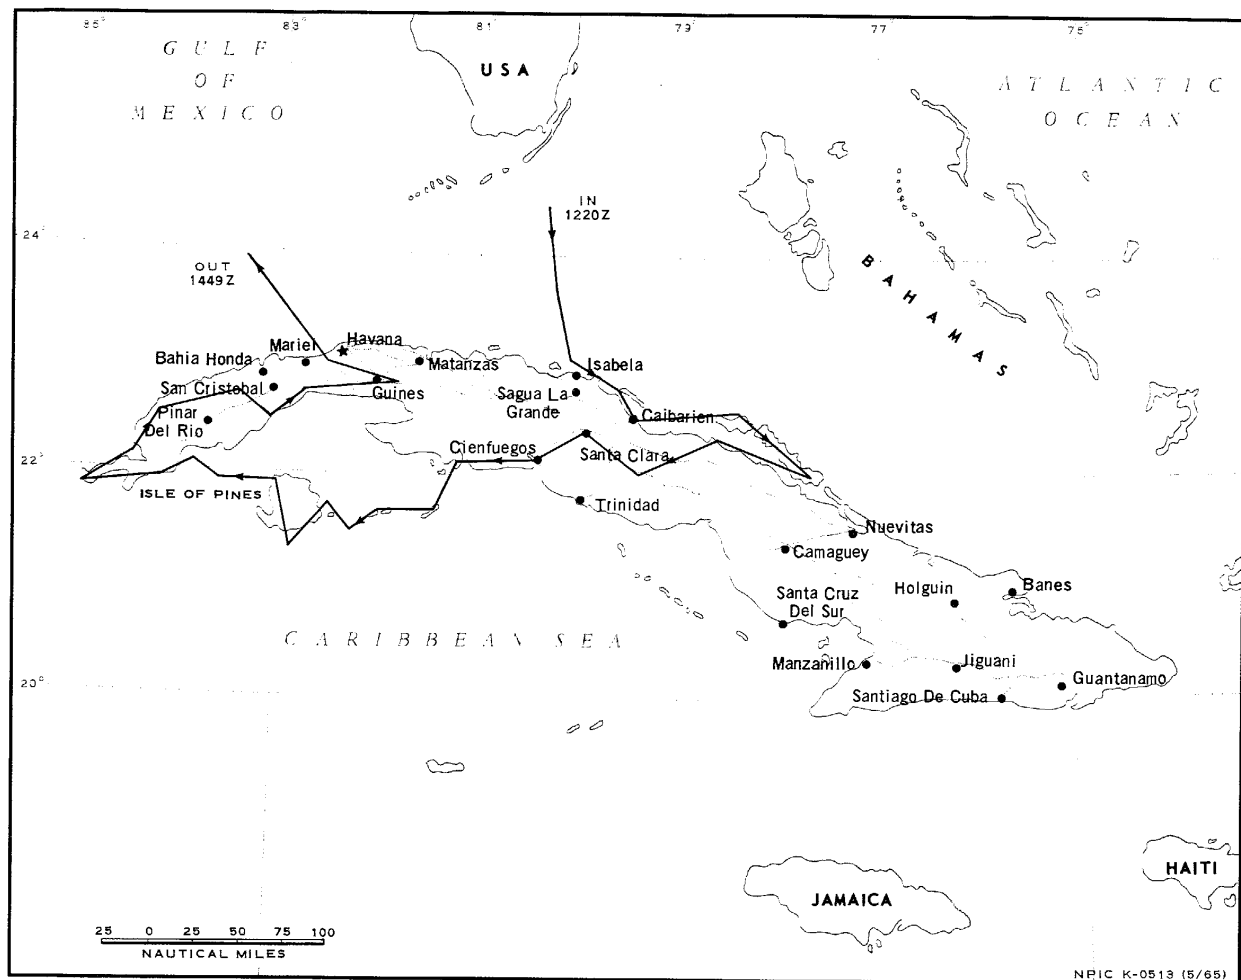 85° 83° 81° 79° 77° 75°
GULF
OF
MEXICO
USA
ATLANTIC
OCEAN
IN
1220Z
24°
OUT
1449Z
BAHAMAS
Havana
Mariel
Bahia Honda
Matanzas
Isabela
San Cristobal
Guines
Sagua La
Grande
Pinar
Del Rio
Caibarien
Cienfuegos
Santa Clara
22°
ISLE OF PINES
Trinidad
Nuevitas
Camaguey
Holguin
Banes
Santa Cruz
Del Sur
CARIBBEAN SEA
Manzanillo
Jiguani
20°
Guantanamo
Santiago De Cuba
HAITI
JAMAICA
25 0 25 50 75 100
NAUTICAL MILES
NPIC K-0513 (5/65)